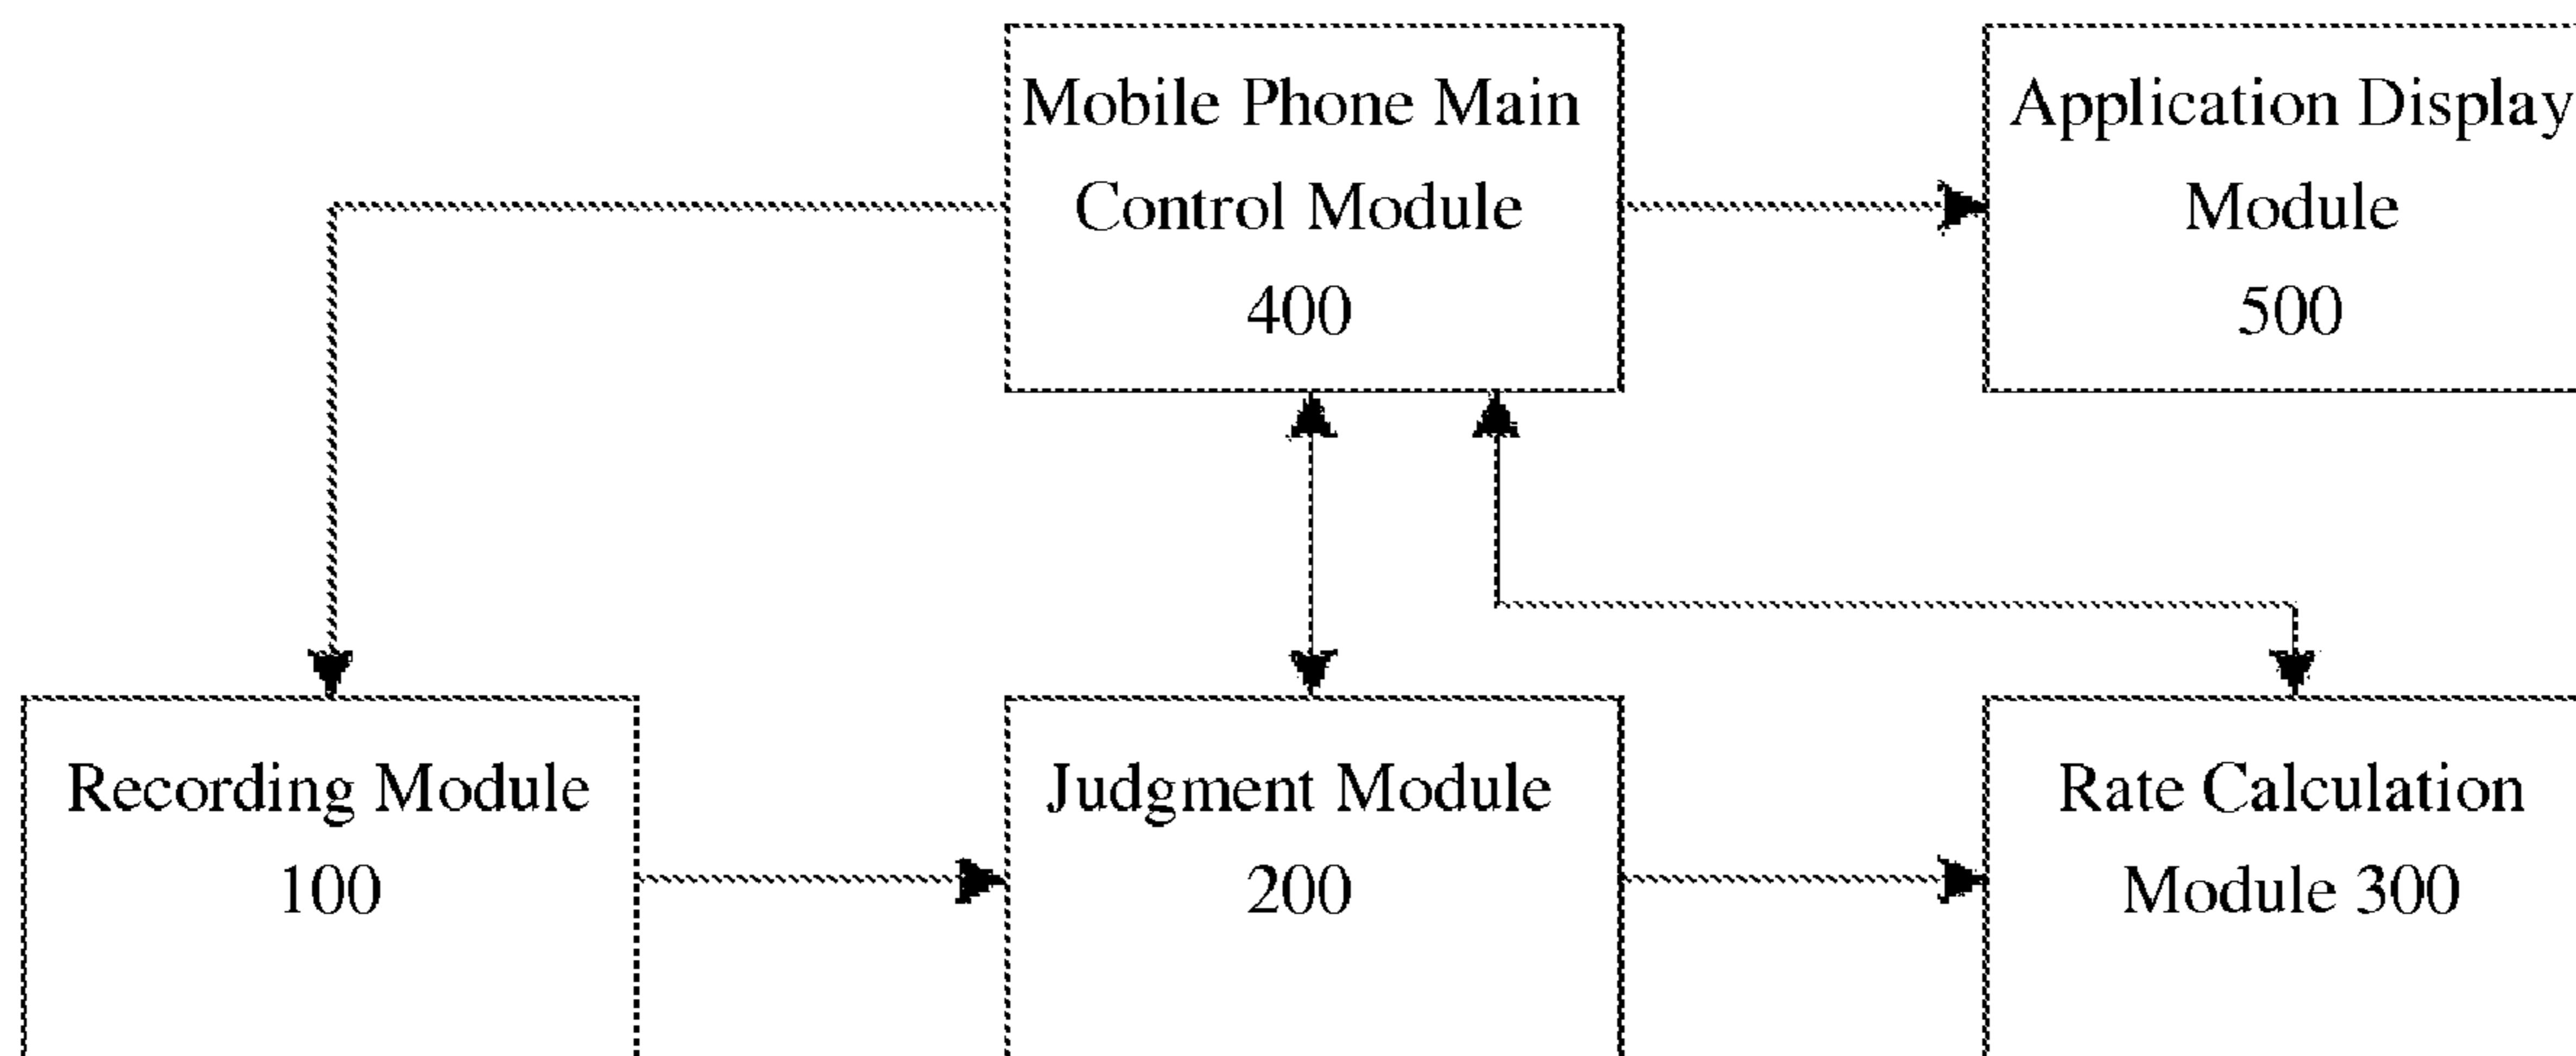 Mobile Phone Main
Control Module
400
Application Display
Module
500
Recording Module
100
Judgment Module
200
Rate Calculation
Module 300